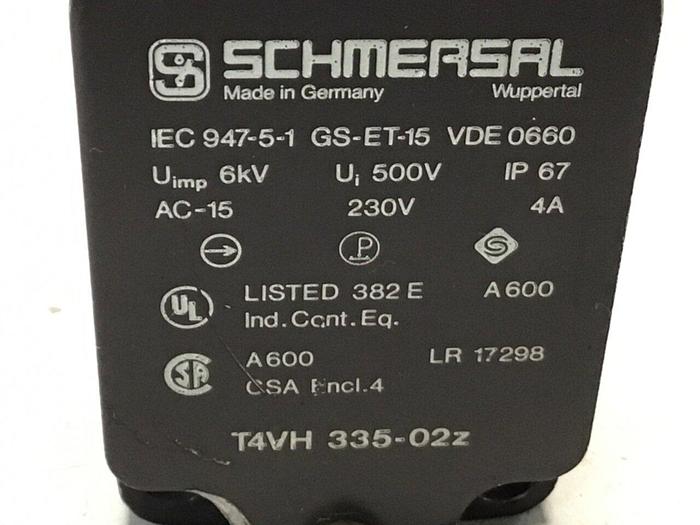 SCHMERSAL
Made in Germany Wuppertal
IEC 947-5-1 GS-ET-15 VDE 0660
Uimp 6kV Ui 500V IP 67
AC-15 230V 4A
P S
UL LISTED 382 E A600
Ind. Cont. Eq.
SA A600 LR 17298
CSA Encl. 4
T4VH 335-02z